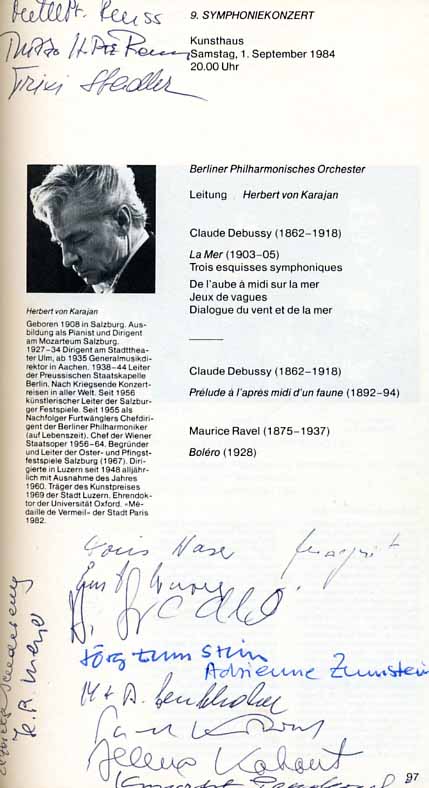 9. SYMPHONIEKONZERT
Kunsthaus
Samstag, 1. September 1984
20.00 Uhr
Stadler
Berliner Philharmonisches Orchester
Leitung Herbert von Karajan
Claude Debussy (1862–1918)
La Mer (1903–05)
Trois esquisses symphoniques
De l'aube à midi sur la mer
Jeux de vagues
Dialogue du vent et de la mer
Claude Debussy (1862–1918)
Prélude à l'après midi d'un faune (1892–94)
Maurice Ravel (1875–1937)
Boléro (1928)
Herbert von Karajan
Geboren 1908 in Salzburg. Aus-
bildung als Pianist und Dirigent
am Mozarteum Salzburg.
1927–34 Dirigent am Stadtthea-
ter Ulm, ab 1935 Generalmusikdi-
rektor in Aachen. 1938–44 Leiter
der Preussischen Staatskapelle
Berlin. Nach Kriegsende Konzert-
reisen in aller Welt. Seit 1956
künstlerischer Leiter der Salzbur-
ger Festspiele. Seit 1955 als
Nachfolger Furtwänglers Chefdiri-
gent der Berliner Philharmoniker
(auf Lebenszeit). Chef der Wiener
Staatsoper 1956–64. Begründer
und Leiter der Oster- und Pfingst-
festspiele Salzburg (1967). Diri-
gierte in Luzern seit 1948 alljähr-
lich mit Ausnahme des Jahres
1960. Träger des Kunstpreises
1969 der Stadt Luzern. Ehrendok-
tor der Universität Oxford. «Mé-
daille de Vermeil» der Stadt Paris
1982.
Jörg Zumstein
Adrienne Zumstein
Kohout
97